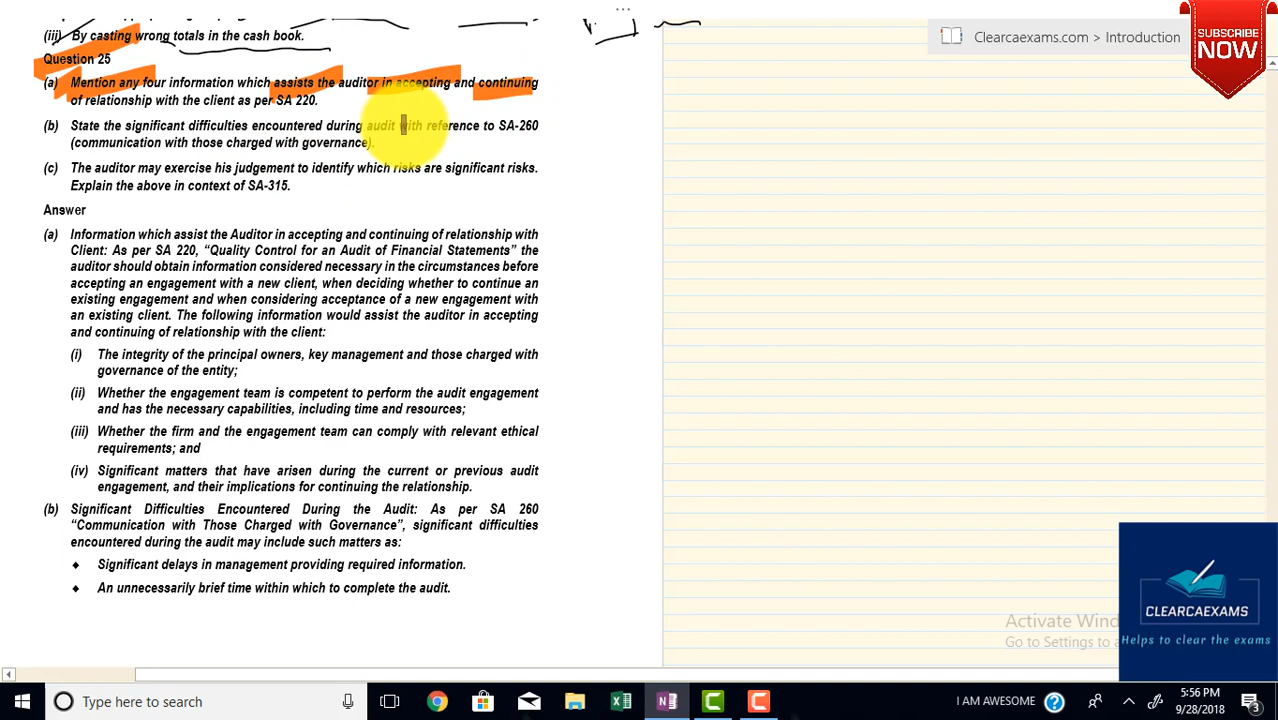 (iii) By casting wrong totals in the cash book.
Question 25
(a) Mention any four information which assists the auditor in accepting and continuing
of relationship with the client as per SA 220.
(b) State the significant difficulties encountered during audit with reference to SA-260
(communication with those charged with governance).
(c) The auditor may exercise his judgement to identify which risks are significant risks.
Explain the above in context of SA-315.
Answer
(a) Information which assist the Auditor in accepting and continuing of relationship with
Client: As per SA 220, “Quality Control for an Audit of Financial Statements” the
auditor should obtain information considered necessary in the circumstances before
accepting an engagement with a new client, when deciding whether to continue an
existing engagement and when considering acceptance of a new engagement with
an existing client. The following information would assist the auditor in accepting
and continuing of relationship with the client:
(i) The integrity of the principal owners, key management and those charged with
governance of the entity;
(ii) Whether the engagement team is competent to perform the audit engagement
and has the necessary capabilities, including time and resources;
(iii) Whether the firm and the engagement team can comply with relevant ethical
requirements; and
(iv) Significant matters that have arisen during the current or previous audit
engagement, and their implications for continuing the relationship.
(b) Significant Difficulties Encountered During the Audit: As per SA 260
“Communication with Those Charged with Governance”, significant difficulties
encountered during the audit may include such matters as:
♦ Significant delays in management providing required information.
♦ An unnecessarily brief time within which to complete the audit.
Clearcaexams.com > Introduction
SUBSCRIBE
NOW
Activate Wind
Go to Settings to a
CLEARCAEXAMS
Helps to clear the exams
Type here to search
I AM AWESOME
5:56 PM
9/28/2018
3